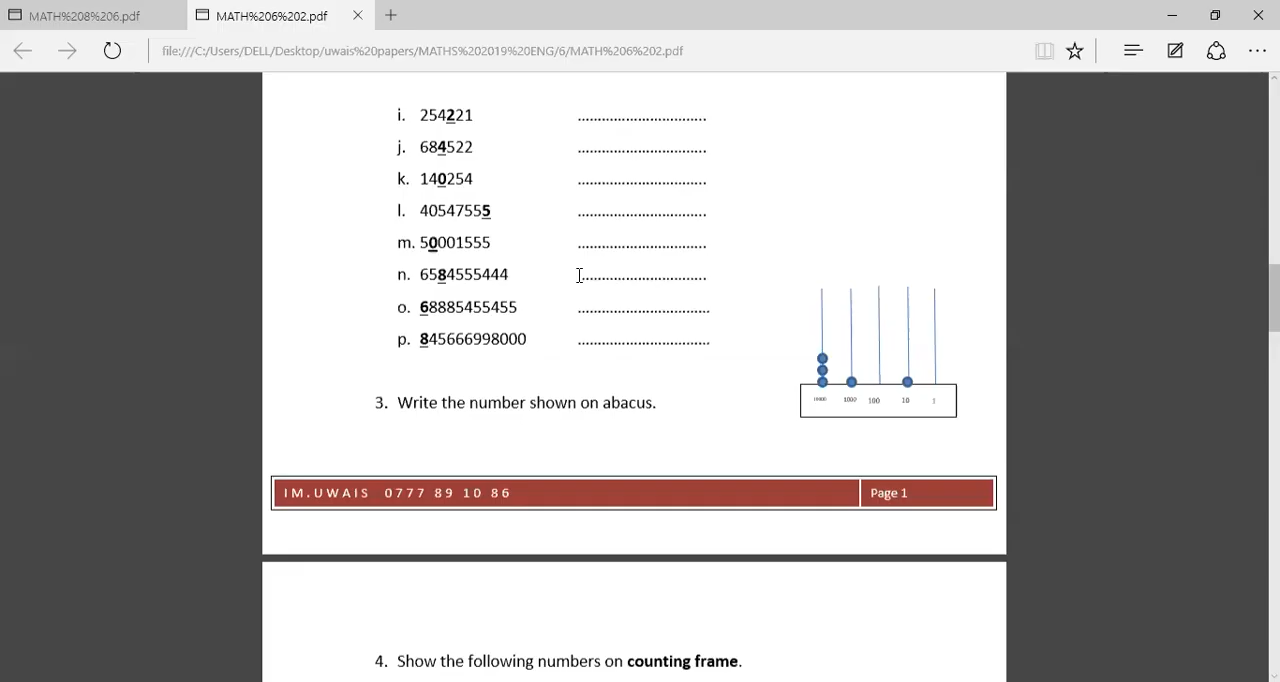 MATH%208%206.pdf
MATH%206%202.pdf
file:///C:/Users/DELL/Desktop/uwais%20papers/MATHS%202019%20ENG/6/MATH%206%202.pdf
i. 254221 ................................
j. 684522 ................................
k. 140254 ................................
l. 40547555 ................................
m. 50001555 ................................
n. 6584555444 ................................
o. 68885455455 .................................
p. 845666998000 .................................
10000 1000 100 10 1
3. Write the number shown on abacus.
IM.UWAIS 0777 89 10 86 Page 1
4. Show the following numbers on counting frame.